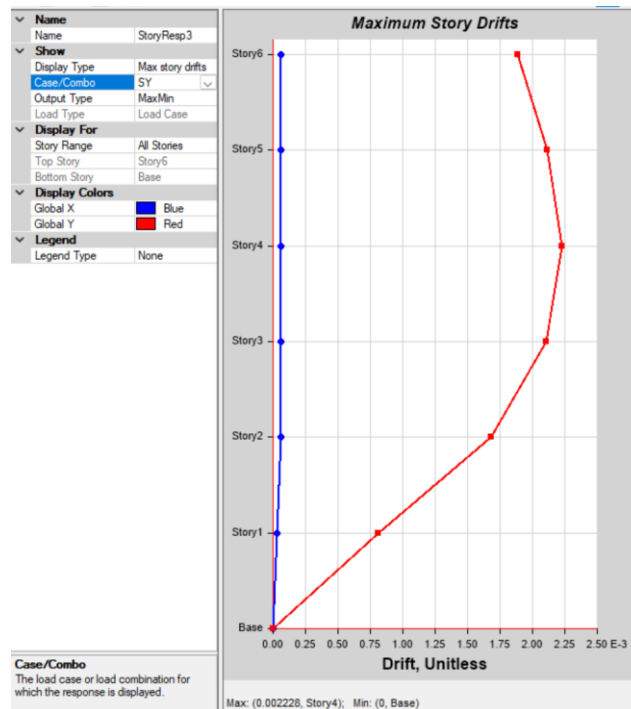 Name
Name StoryResp3
Show
Display Type Max story drifts
Case/Combo SY
Output Type MaxMin
Load Type Load Case
Display For
Story Range All Stories
Top Story Story6
Bottom Story Base
Display Colors
Global X Blue
Global Y Red
Legend
Legend Type None
Case/Combo
The load case or load combination for
which the response is displayed.
Maximum Story Drifts
Story6
Story5
Story4
Story3
Story2
Story1
Base
0.00 0.25 0.50 0.75 1.00 1.25 1.50 1.75 2.00 2.25 2.50 E-3
Drift, Unitless
Max: (0.002228, Story4); Min: (0, Base)